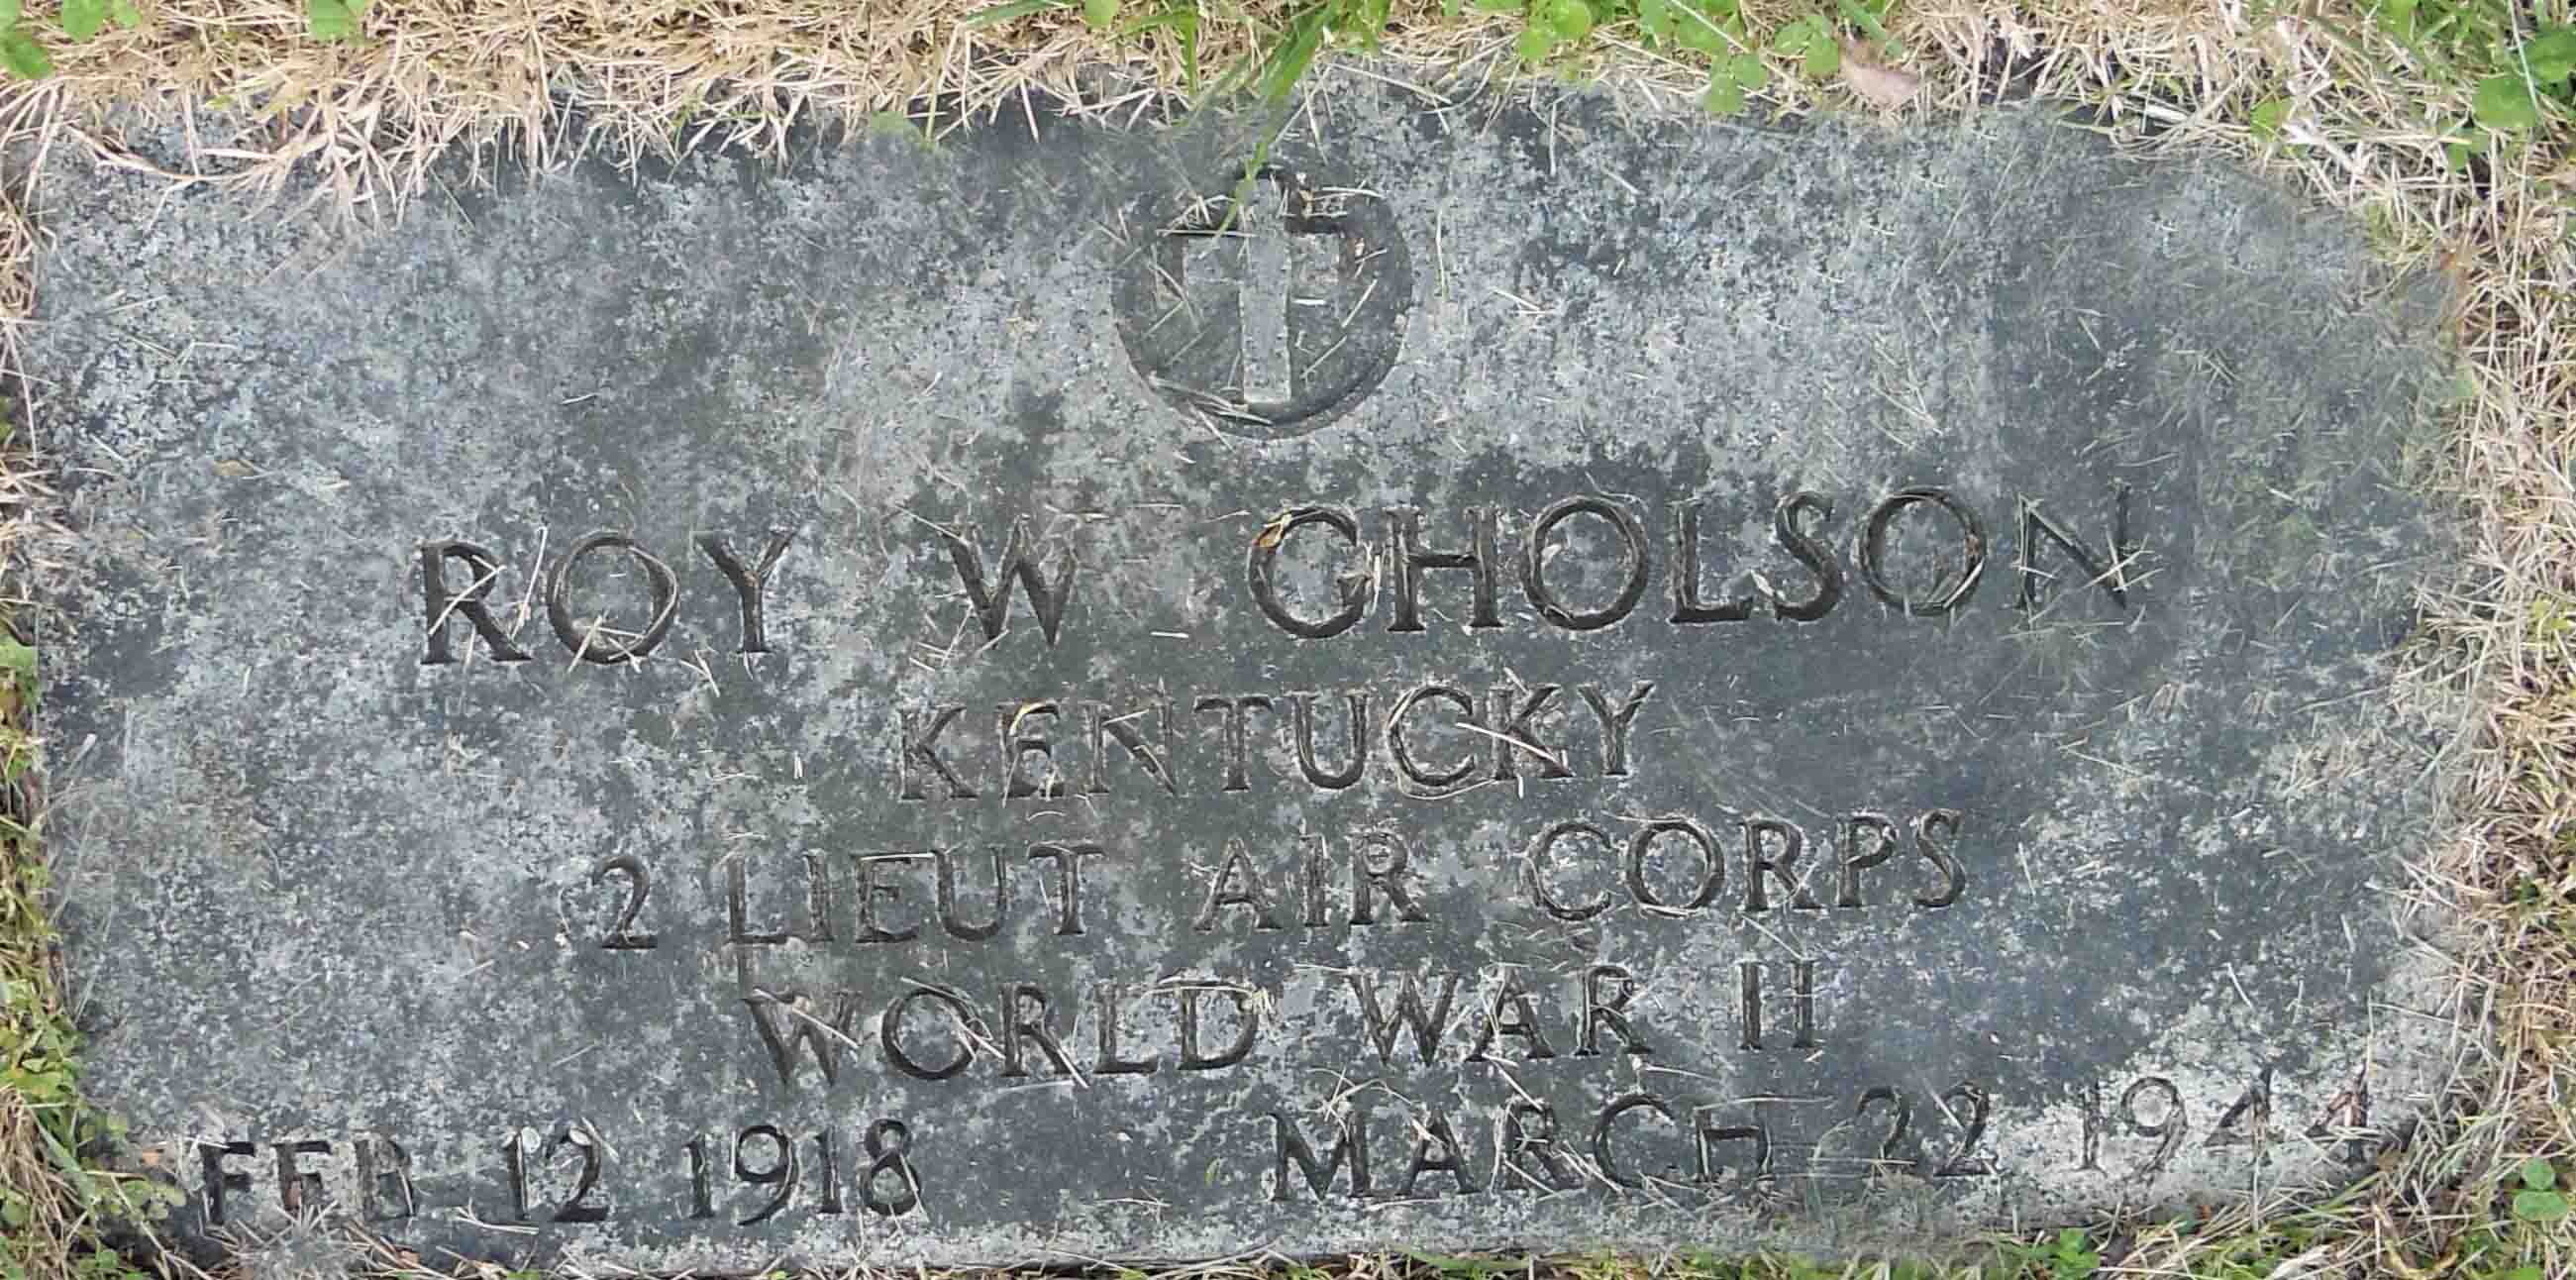 ROY W GHOLSON
KENTUCKY
2 LIEUT AIR CORPS
WORLD WAR II
FEB 12 1918 MARCH 22 1944